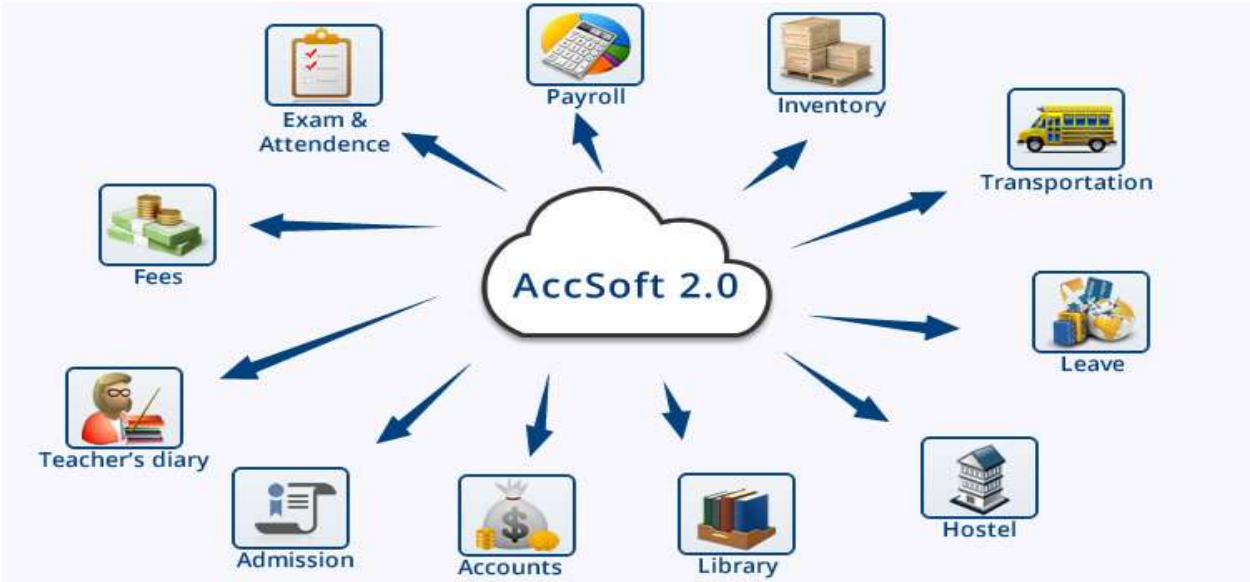 Payroll
Inventory
Exam &
Attendence
Transportation
Fees
AccSoft 2.0
Leave
Teacher's diary
Hostel
Admission
Accounts
Library